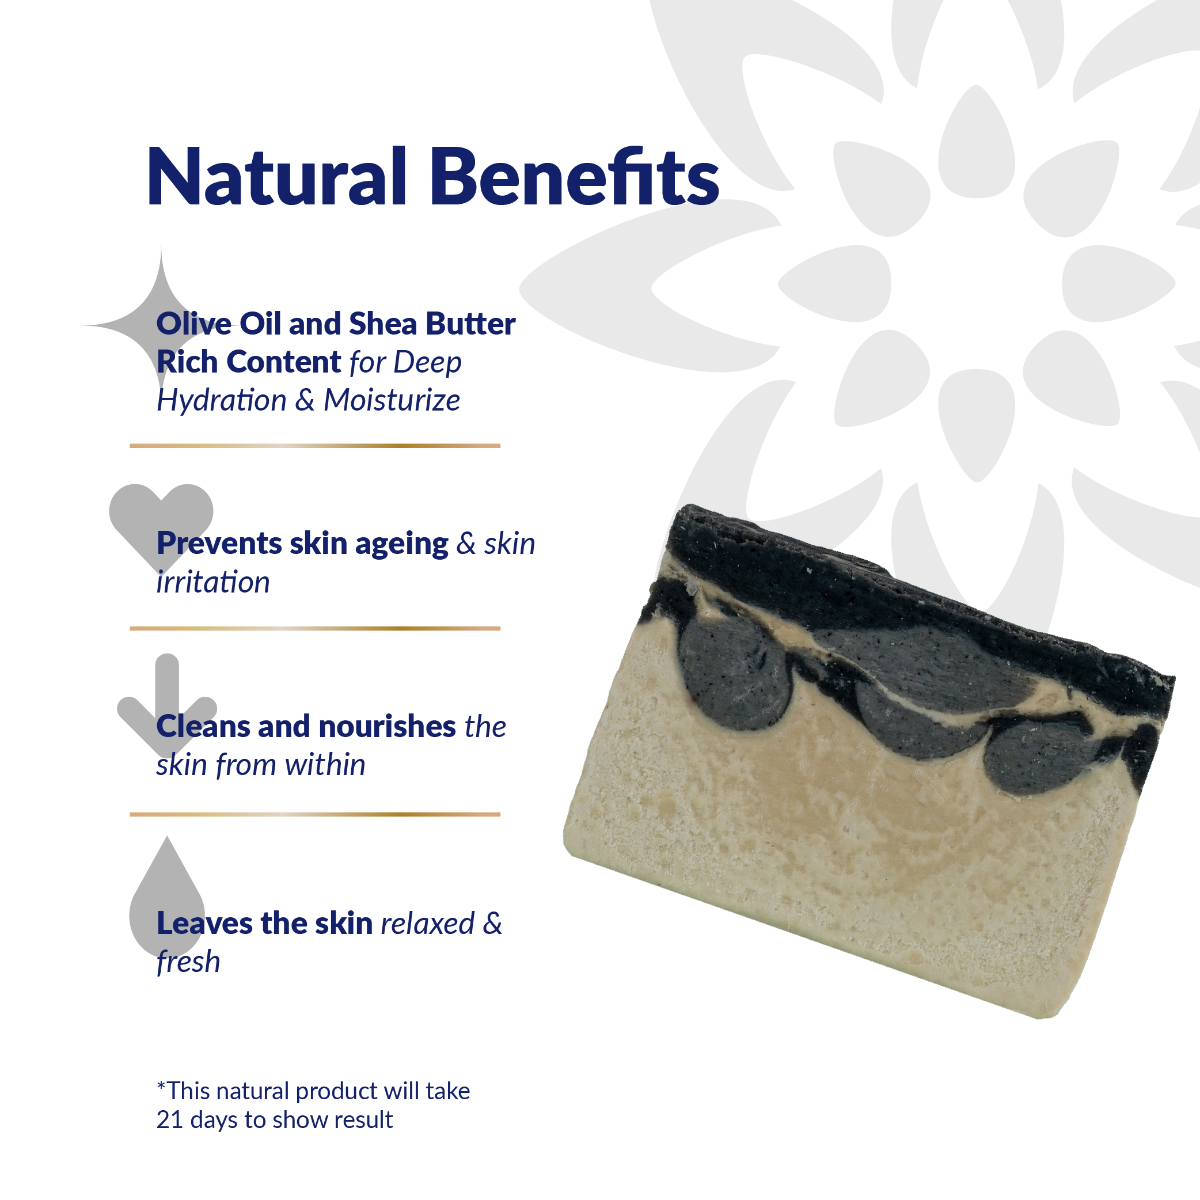 Natural Benefits
Olive Oil and Shea Butter
Rich Content for Deep
Hydration & Moisturize
Prevents skin ageing & skin
irritation
Cleans and nourishes the
skin from within
Leaves the skin relaxed &
fresh
*This natural product will take
21 days to show result